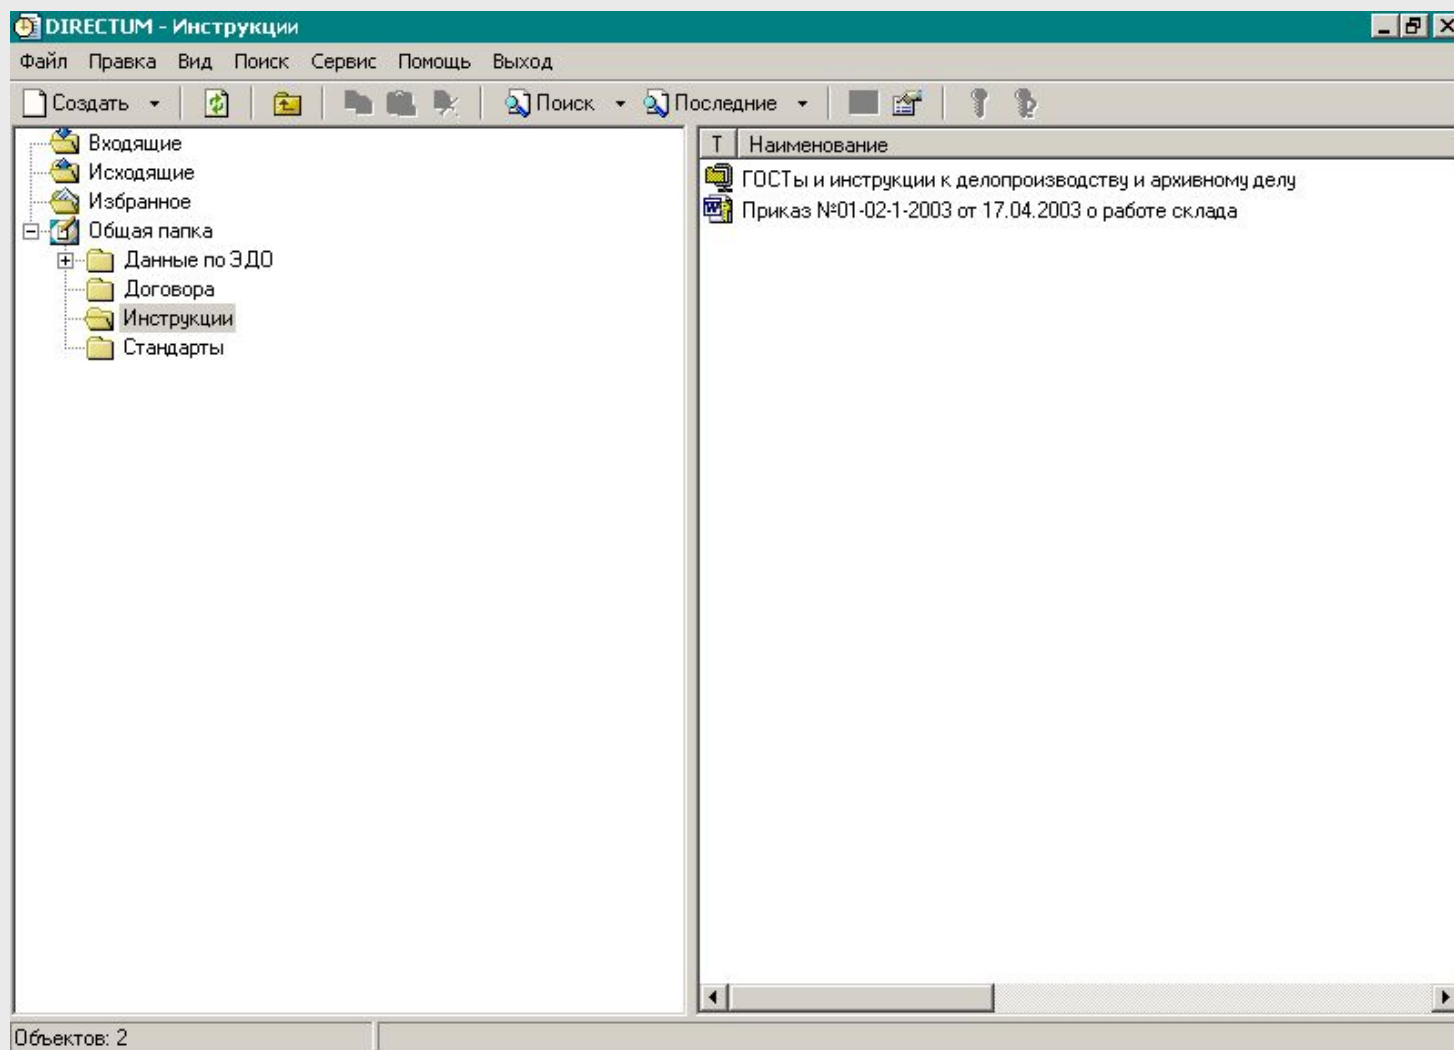 DIRECTUM - Инструкции
Файл Правка Вид Поиск Сервис Помощь Выход
Создать Поиск Последние
Входящие
Исходящие
Избранное
Общая папка
Данные по ЭДО
Договора
Инструкции
Стандарты
Т Наименование
ГОСТы и инструкции к делопроизводству и архивному делу
Приказ №01-02-1-2003 от 17.04.2003 о работе склада
Объектов: 2